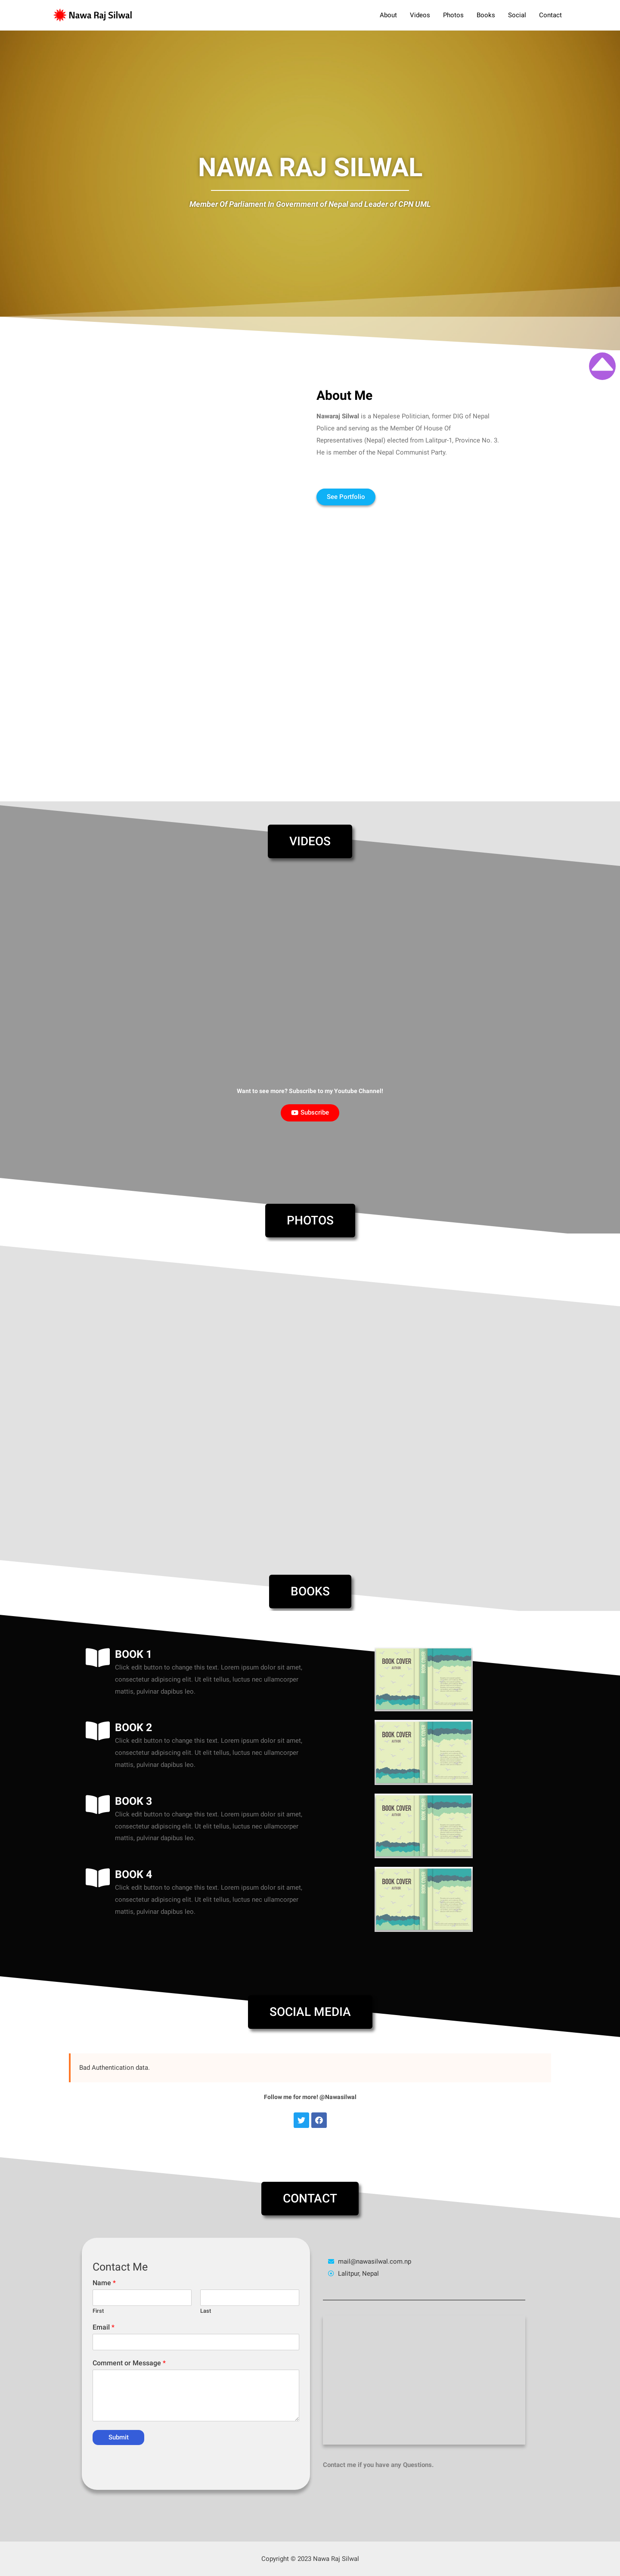 Nawa Raj Silwal
About Videos Photos Books Social Contact
NAWA RAJ SILWAL
Member Of Parliament In Government of Nepal and Leader of CPN UML
About Me
Nawaraj Silwal is a Nepalese Politician, former DIG of Nepal
Police and serving as the Member Of House Of
Representatives (Nepal) elected from Lalitpur-1, Province No. 3.
He is member of the Nepal Communist Party.
See Portfolio
VIDEOS
Want to see more? Subscribe to my Youtube Channel!
Subscribe
PHOTOS
BOOKS
BOOK 1
Click edit button to change this text. Lorem ipsum dolor sit amet,
consectetur adipiscing elit. Ut elit tellus, luctus nec ullamcorper
mattis, pulvinar dapibus leo.
BOOK COVER
BOOK 2
Click edit button to change this text. Lorem ipsum dolor sit amet,
consectetur adipiscing elit. Ut elit tellus, luctus nec ullamcorper
mattis, pulvinar dapibus leo.
BOOK COVER
BOOK 3
Click edit button to change this text. Lorem ipsum dolor sit amet,
consectetur adipiscing elit. Ut elit tellus, luctus nec ullamcorper
mattis, pulvinar dapibus leo.
BOOK COVER
BOOK 4
Click edit button to change this text. Lorem ipsum dolor sit amet,
consectetur adipiscing elit. Ut elit tellus, luctus nec ullamcorper
mattis, pulvinar dapibus leo.
BOOK COVER
SOCIAL MEDIA
Bad Authentication data.
Follow me for more! @Nawasilwal
CONTACT
Contact Me
Name *
First Last
Email *
Comment or Message *
Submit
mail@nawasilwal.com.np
Lalitpur, Nepal
Contact me if you have any Questions.
Copyright © 2023 Nawa Raj Silwal